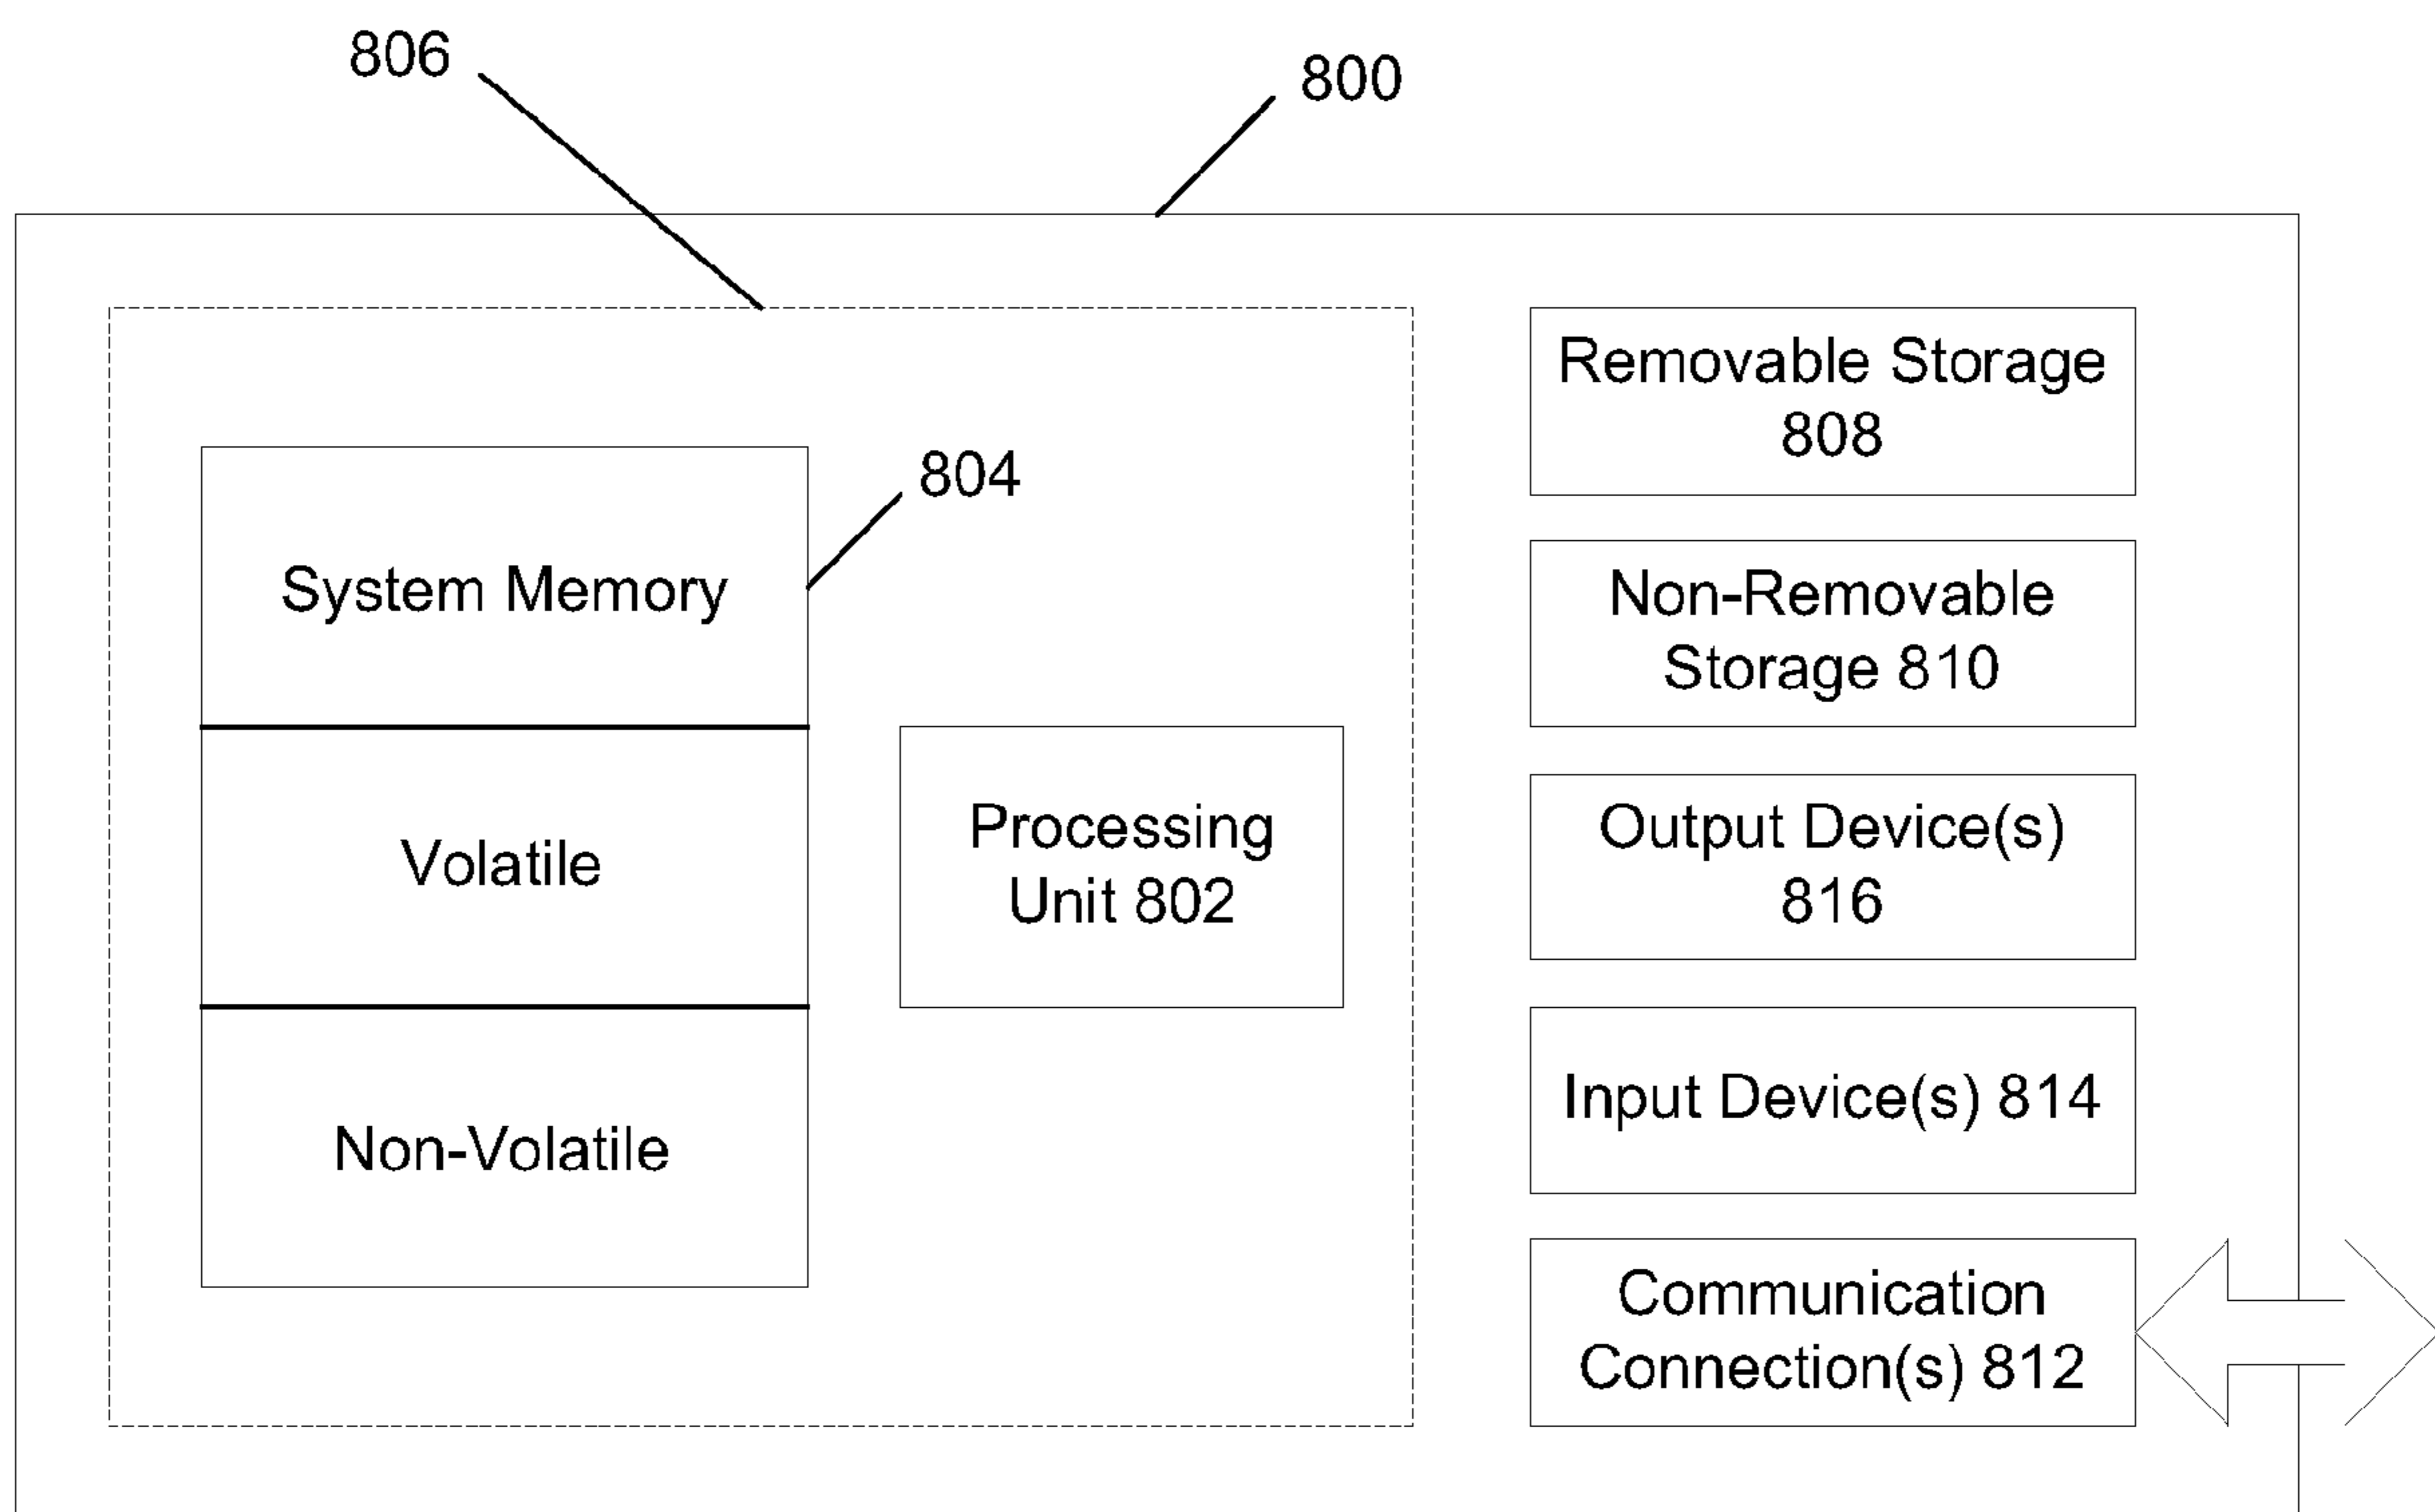 806
800
804
System Memory
Volatile
Non-Volatile
Processing
Unit 802
Removable Storage
808
Non-Removable
Storage 810
Output Device(s)
816
Input Device(s) 814
Communication
Connection(s) 812